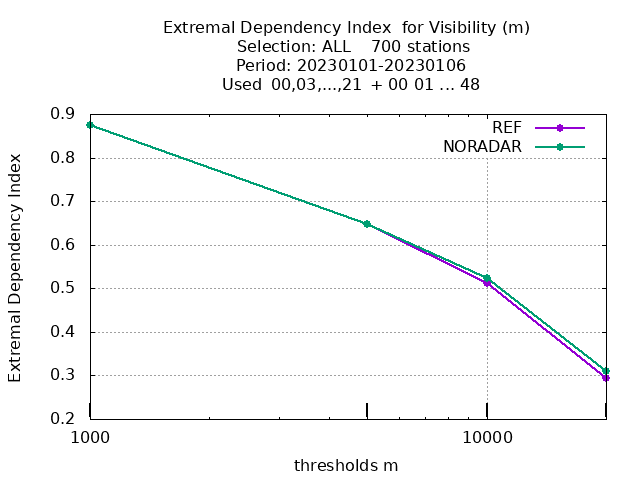 Extremal Dependency Index  for Visibility (m)
Selection: ALL    700 stations
Period: 20230101-20230106
Used  00,03,...,21  + 00 01 ... 48
REF
NORADAR
Extremal Dependency Index
0.9
0.8
0.7
0.6
0.5
0.4
0.3
0.2
1000
10000
thresholds m